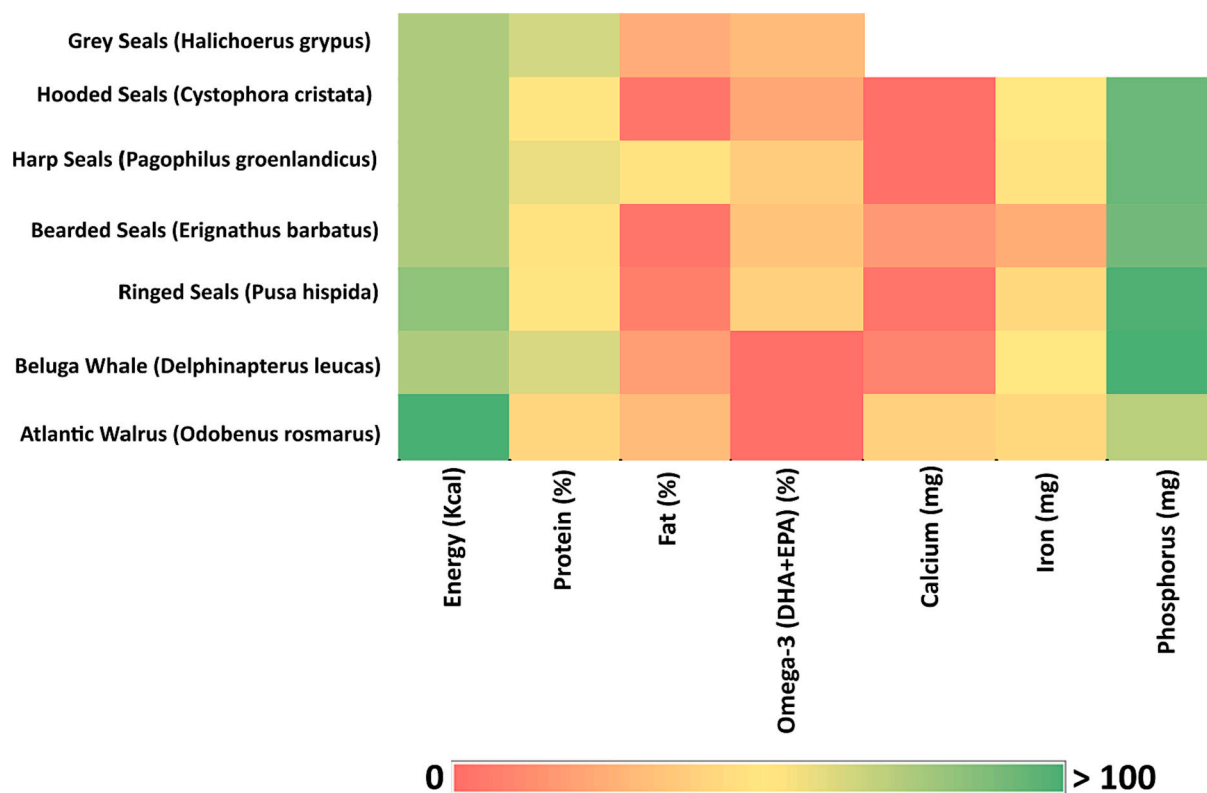 Grey Seals (Halichoerus grypus)
Hooded Seals (Cystophora cristata)
Harp Seals (Pagophilus groenlandicus)
Bearded Seals (Erignathus barbatus)
Ringed Seals (Pusa hispida)
Beluga Whale (Delphinapterus leucas)
Atlantic Walrus (Odobenus rosmarus)
Energy (Kcal)
Protein (%)
Fat (%)
Omega-3 (DHA+EPA) (%)
Calcium (mg)
Iron (mg)
Phosphorus (mg)
0
> 100